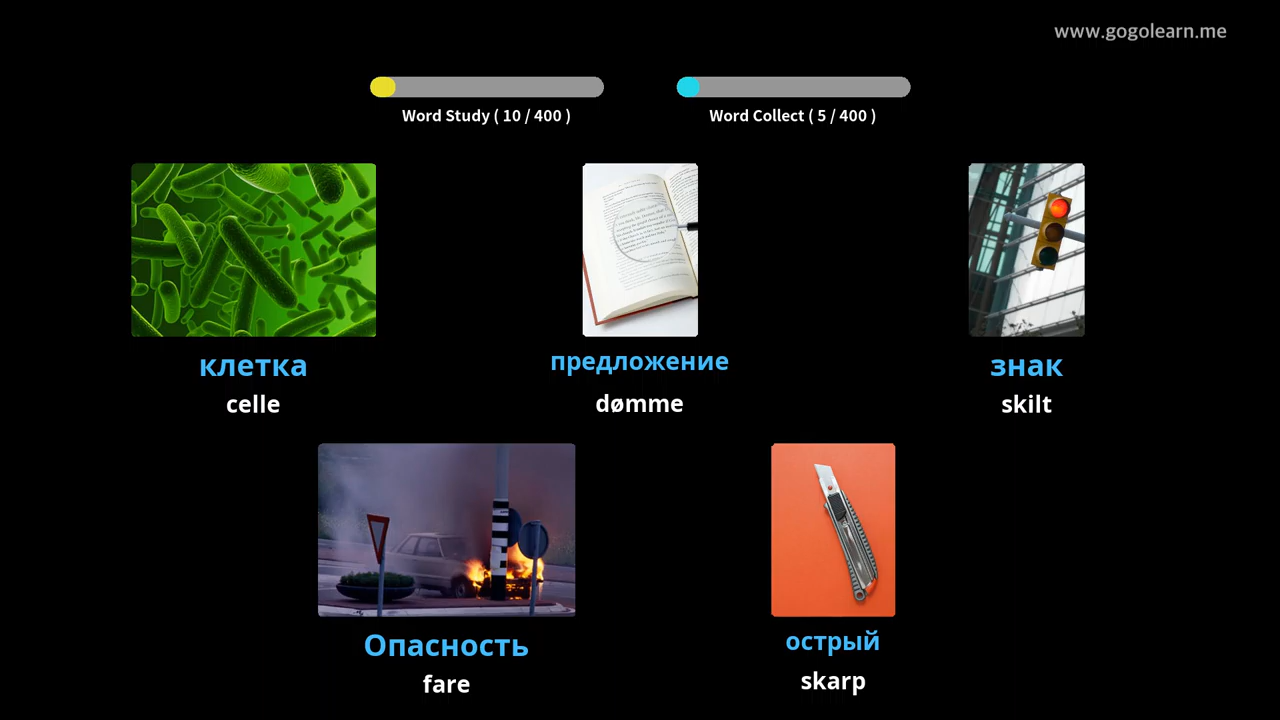 www.gogolearn.me
Word Study ( 10 / 400 )
Word Collect ( 5 / 400 )
клетка
celle
предложение
dømme
знак
skilt
Опасность
fare
острый
skarp